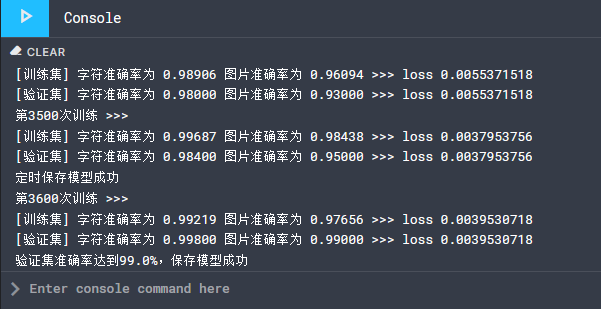 Console
CLEAR
[训练集] 字符准确率为 0.98906 图片准确率为 0.96094 >>> loss 0.0055371518
[验证集] 字符准确率为 0.98000 图片准确率为 0.93000 >>> loss 0.0055371518
第3500次训练 >>>
[训练集] 字符准确率为 0.99687 图片准确率为 0.98438 >>> loss 0.0037953756
[验证集] 字符准确率为 0.98400 图片准确率为 0.95000 >>> loss 0.0037953756
定时保存模型成功
第3600次训练 >>>
[训练集] 字符准确率为 0.99219 图片准确率为 0.97656 >>> loss 0.0039530718
[验证集] 字符准确率为 0.99800 图片准确率为 0.99000 >>> loss 0.0039530718
验证集准确率达到99.0%，保存模型成功
Enter console command here